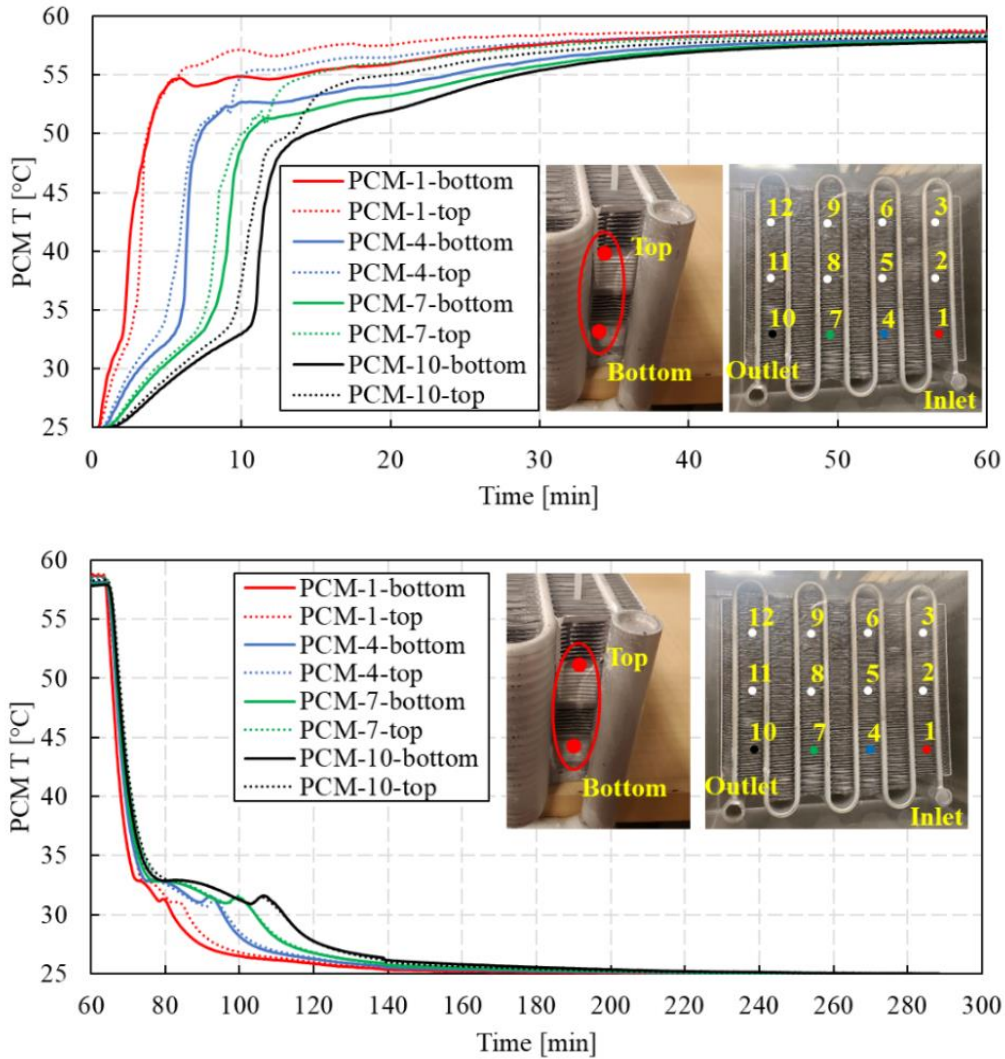 60
55
50
45
40
35
30
25
PCM T [°C]
PCM-1-bottom
PCM-1-top
PCM-4-bottom
PCM-4-top
PCM-7-bottom
PCM-7-top
PCM-10-bottom
PCM-10-top
Top
Bottom
12 9 6 3
11 8 5 2
10 7 4 1
Outlet
Inlet
0 10 20 30 40 50 60
Time [min]
60
55
50
45
40
35
30
25
PCM T [°C]
PCM-1-bottom
PCM-1-top
PCM-4-bottom
PCM-4-top
PCM-7-bottom
PCM-7-top
PCM-10-bottom
PCM-10-top
Top
Bottom
12 9 6 3
11 8 5 2
10 7 4 1
Outlet
Inlet
60 80 100 120 140 160 180 200 220 240 260 280 300
Time [min]